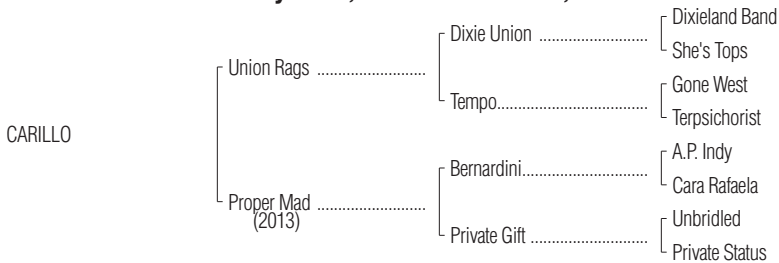 Dixieland Band
Dixie Union ........................
She's Tops
Union Rags ........................
Gone West
Tempo.................................
Terpsichorist
CARILLO
A.P. Indy
Bernardini............................
Cara Rafaela
Proper Mad ........................
(2013)
Unbridled
Private Gift ..........................
Private Status